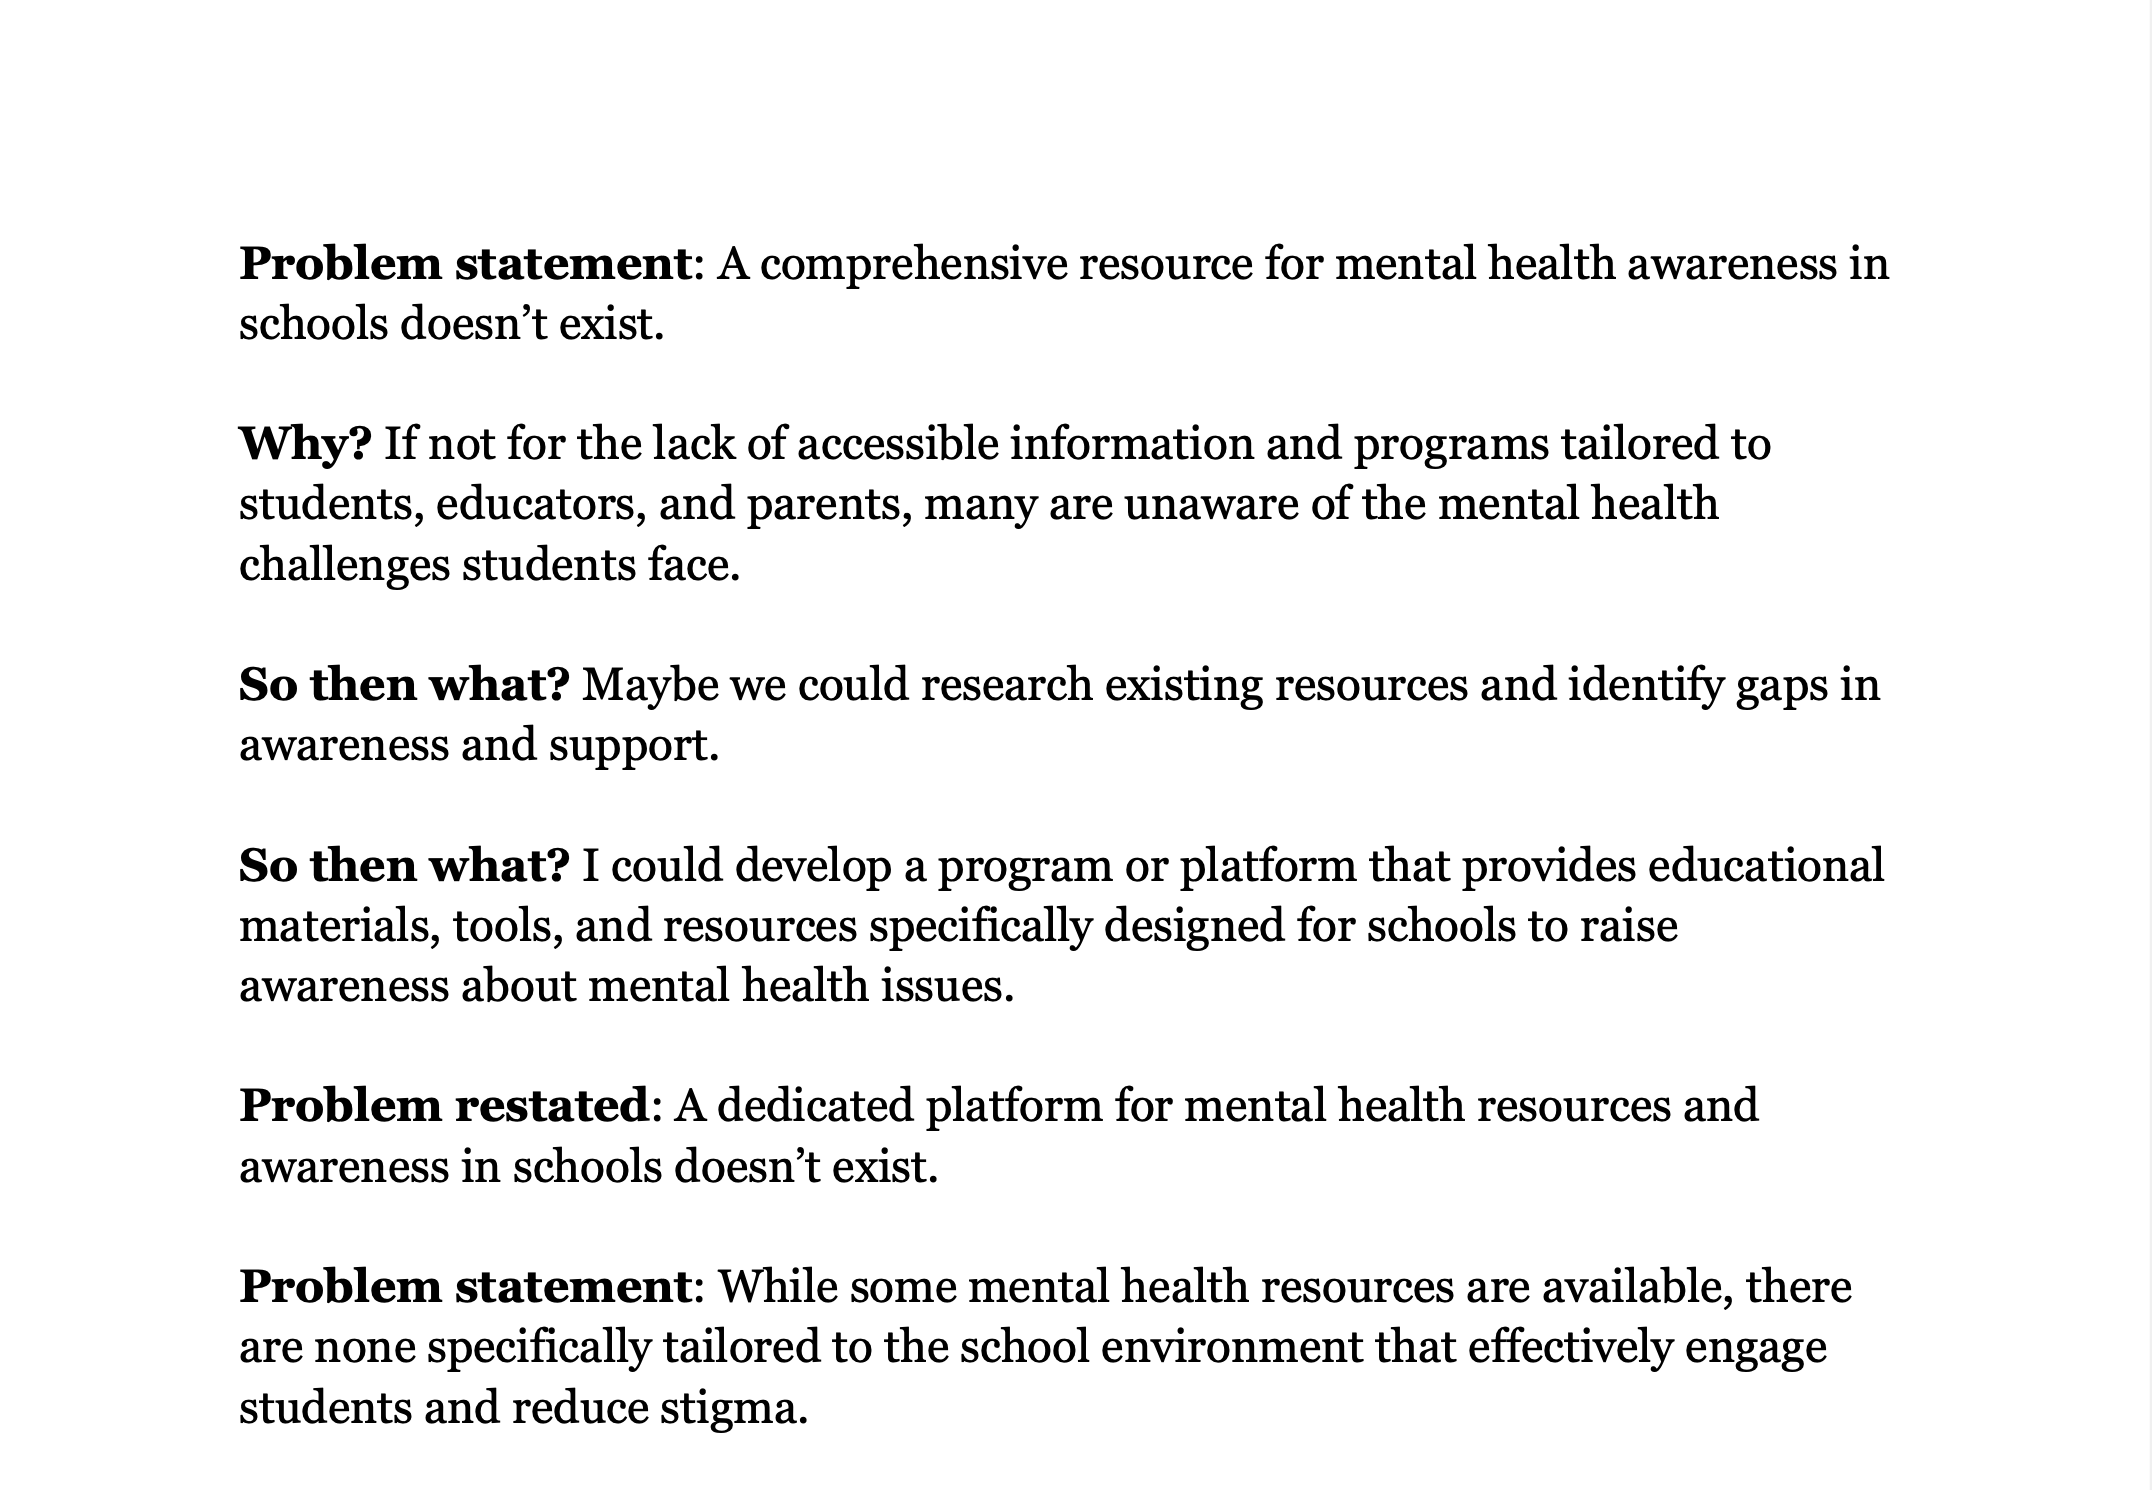 Problem statement: A comprehensive resource for mental health awareness in
schools doesn’t exist.
Why? If not for the lack of accessible information and programs tailored to
students, educators, and parents, many are unaware of the mental health
challenges students face.
So then what? Maybe we could research existing resources and identify gaps in
awareness and support.
So then what? I could develop a program or platform that provides educational
materials, tools, and resources specifically designed for schools to raise
awareness about mental health issues.
Problem restated: A dedicated platform for mental health resources and
awareness in schools doesn’t exist.
Problem statement: While some mental health resources are available, there
are none specifically tailored to the school environment that effectively engage
students and reduce stigma.